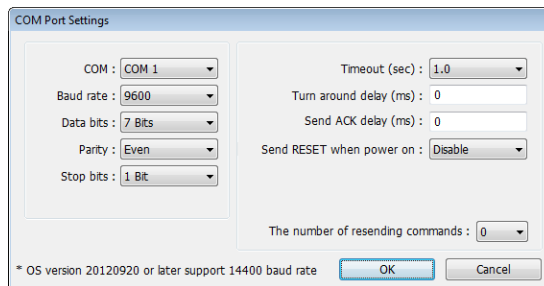 COM Port Settings
COM : COM 1
Baud rate : 9600
Data bits : 7 Bits
Parity : Even
Stop bits : 1 Bit
Timeout (sec) : 1.0
Turn around delay (ms) : 0
Send ACK delay (ms) : 0
Send RESET when power on : Disable
The number of resending commands : 0
* OS version 20120920 or later support 14400 baud rate
OK
Cancel